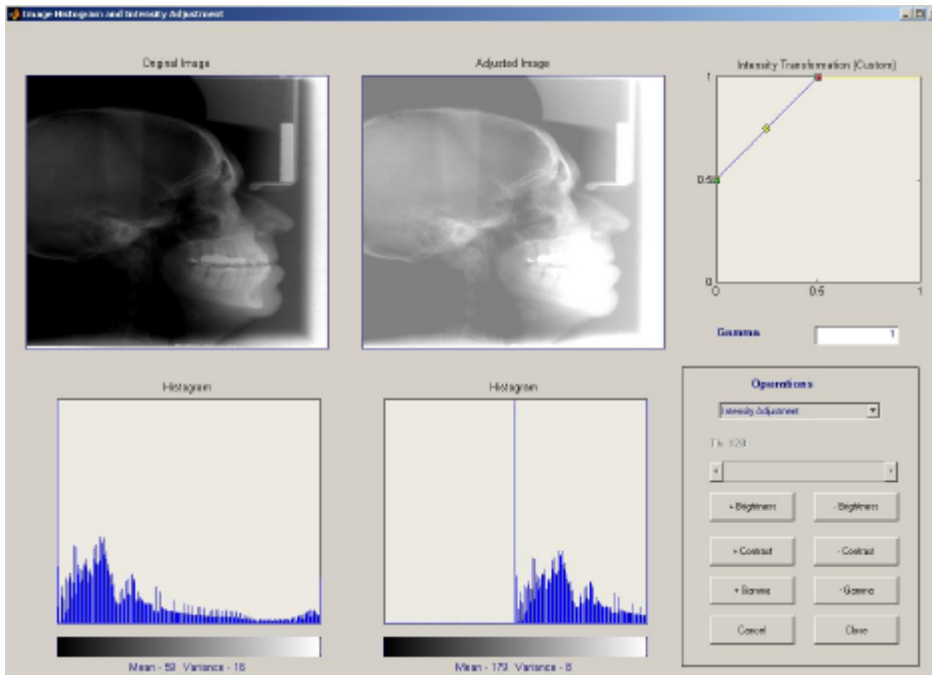 Image Histogram and Intensity Adjustment
Original Image
Adjusted Image
Intensity Transformation (Custom)
1
0.5
0
0
0.5
1
Gamma
1
Histogram
Histogram
Operations
Intensity Adjustment
128
+ Brightness
- Brightness
+ Contrast
- Contrast
+ Gamma
- Gamma
Cancel
Close
Mean - 59 Variance - 16
Mean - 179 Variance - 8